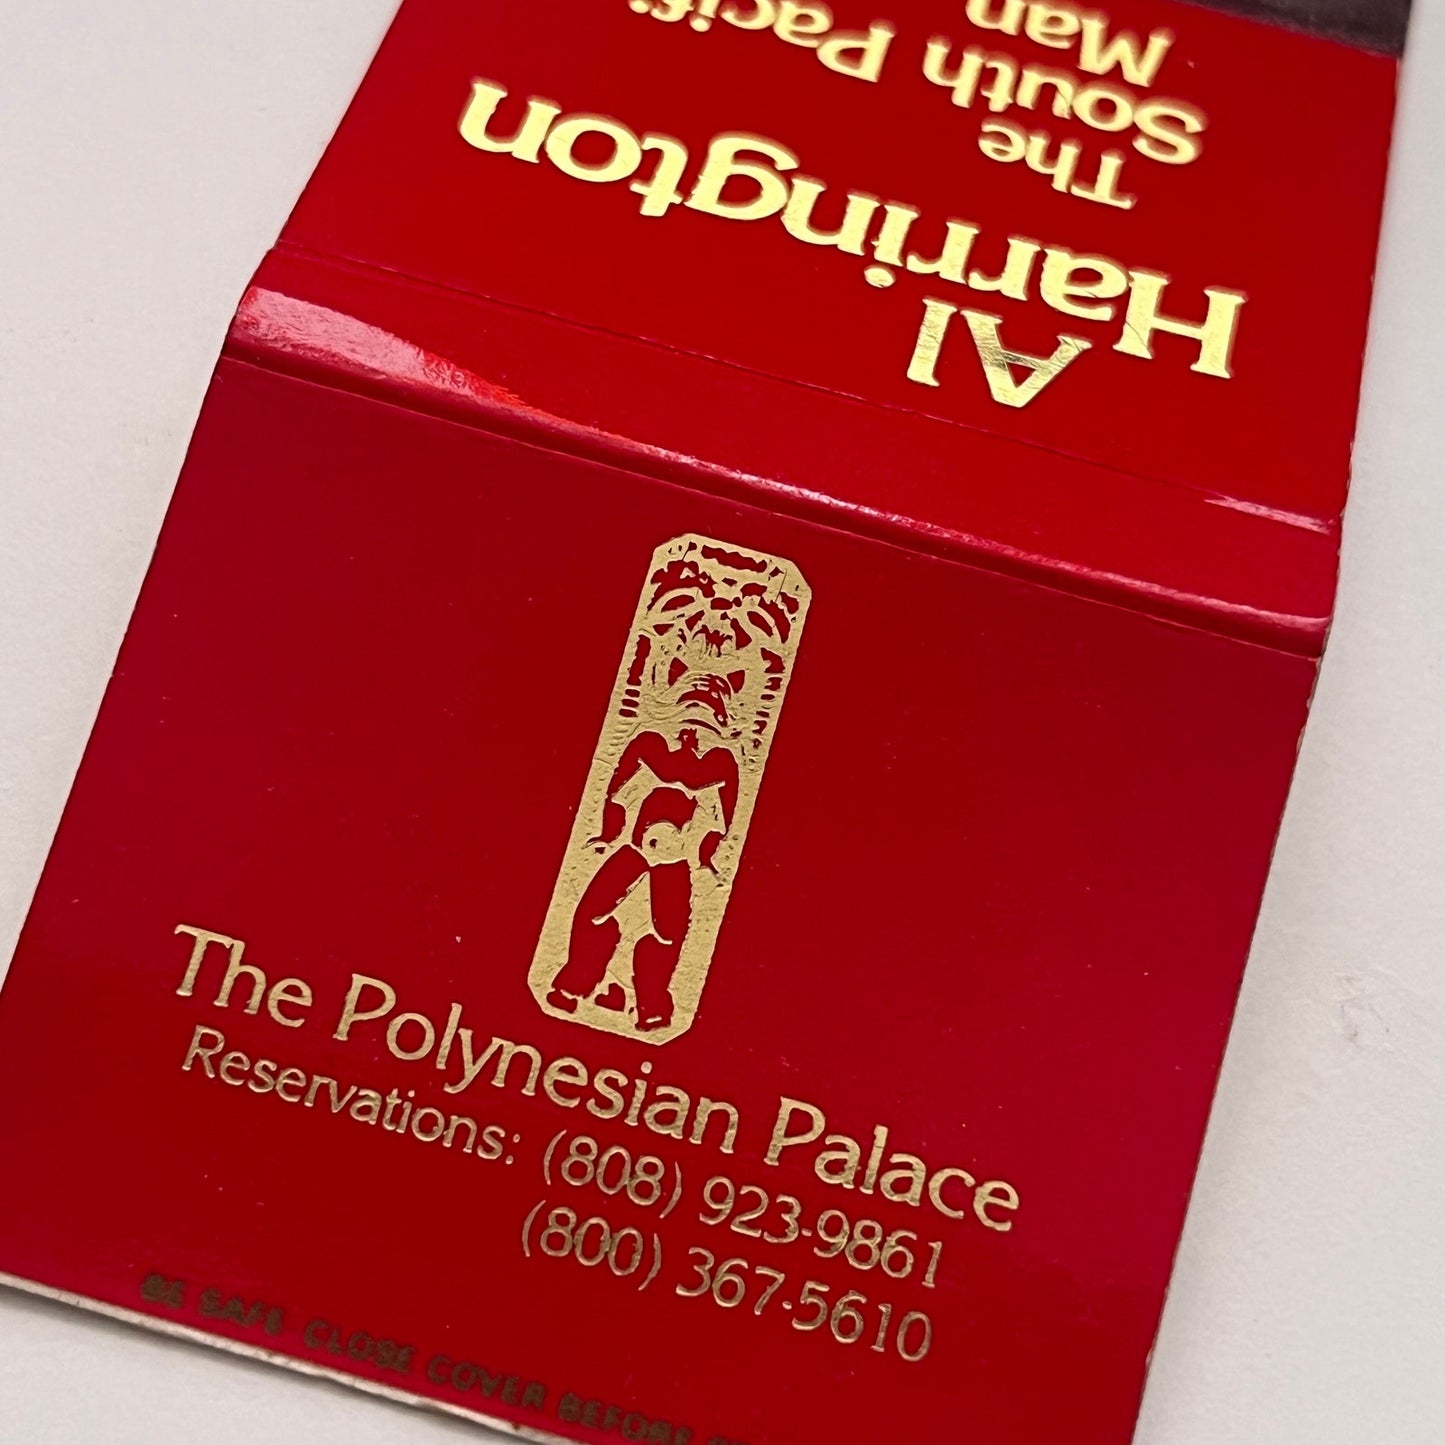 Al
Harrington
The
South Pacifi
Man
The Polynesian Palace
Reservations: (808) 923-9861
(800) 367-5610
BE SAFE CLOSE COVER BEFORE